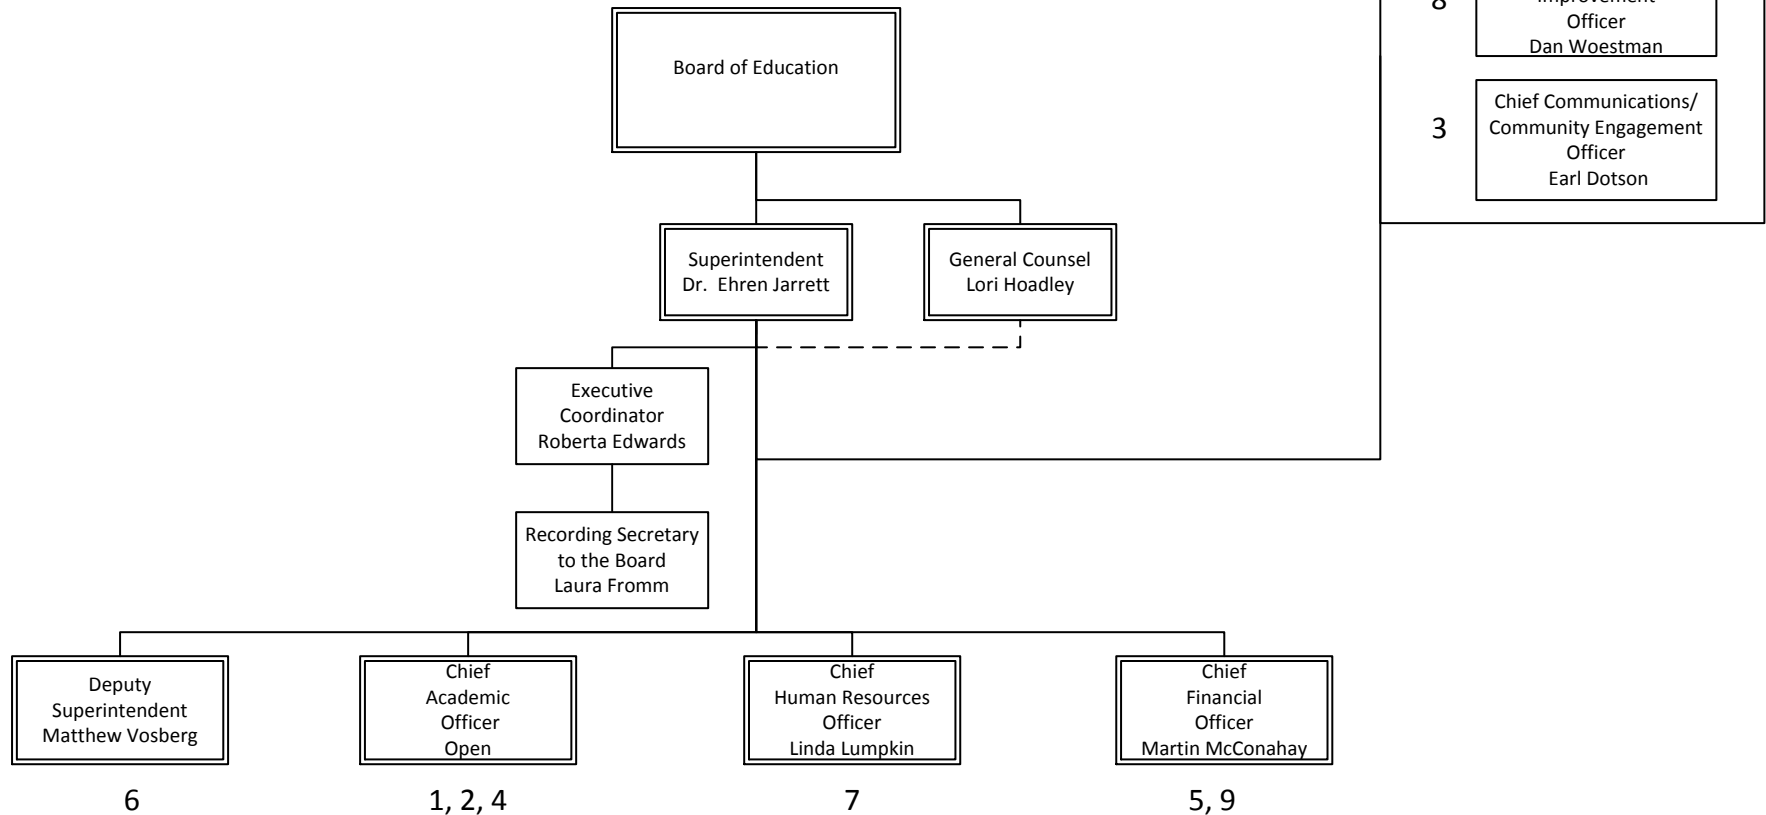 8
Improvement
Officer
Dan Woestman
3
Chief Communications/
Community Engagement
Officer
Earl Dotson
Board of Education
Superintendent
Dr.  Ehren Jarrett
General Counsel
Lori Hoadley
Executive
Coordinator
Roberta Edwards
Recording Secretary
to the Board
Laura Fromm
Deputy
Superintendent
Matthew Vosberg
Chief
Academic
Officer
Open
Chief
Human Resources
Officer
Linda Lumpkin
Chief
Financial
Officer
Martin McConahay
6
1, 2, 4
7
5, 9